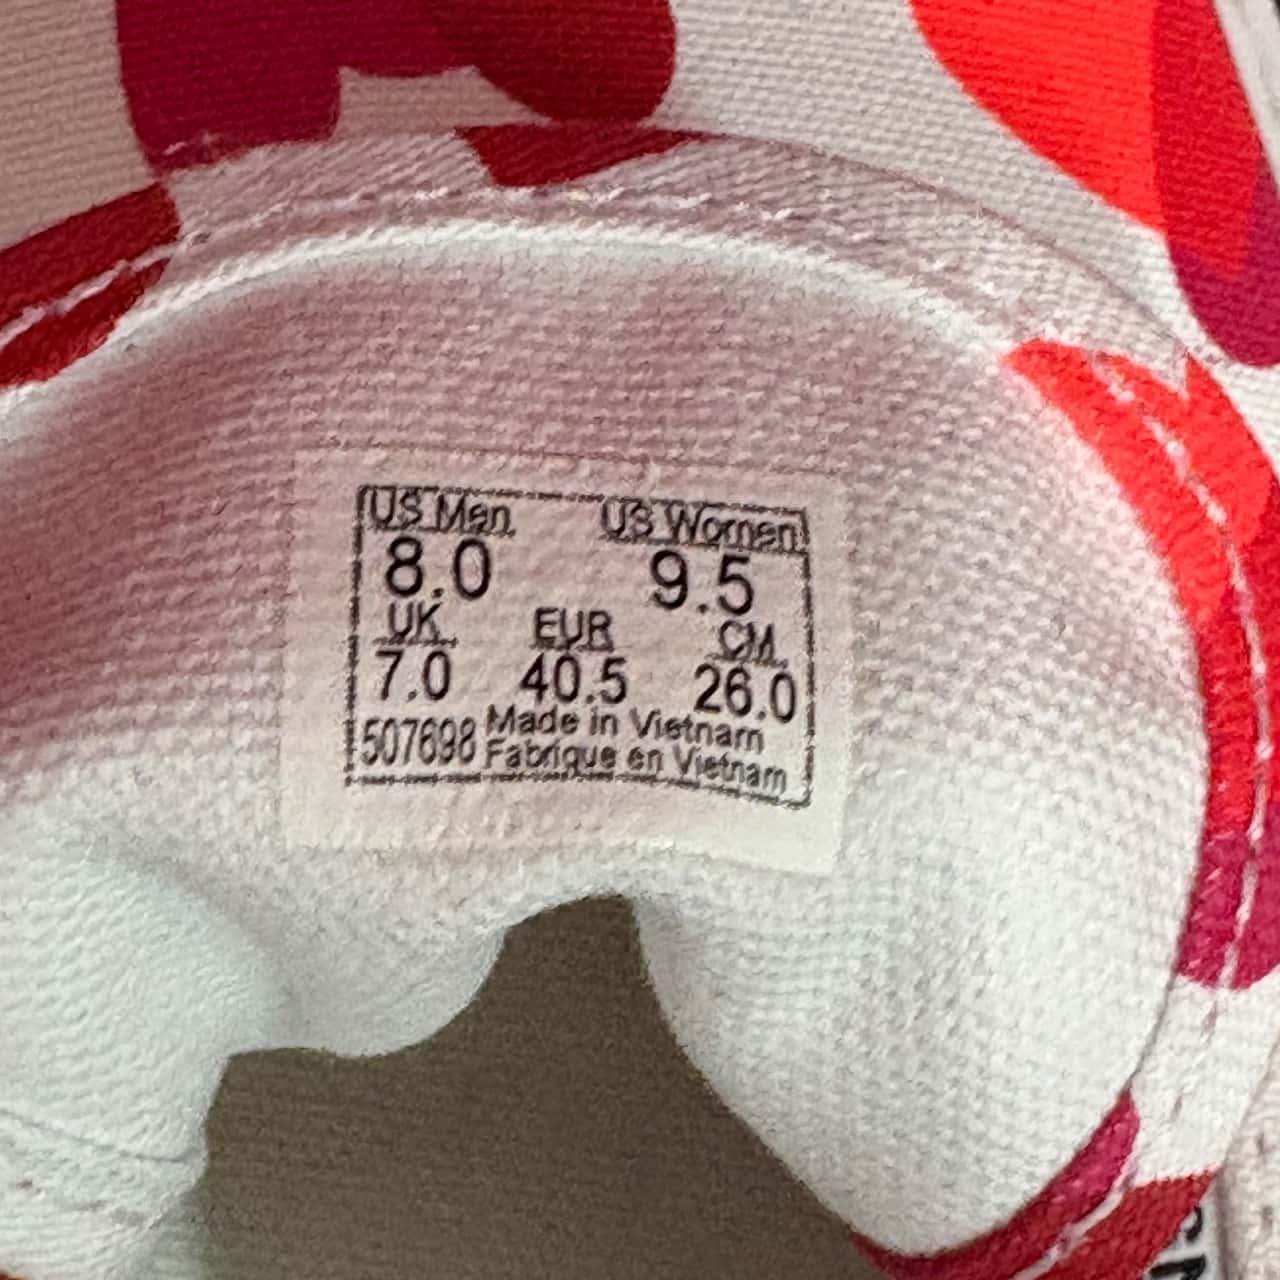 US Men US Women
8.0 9.5
UK EUR CM
7.0 40.5 26.0
507698 Made in Vietnam
Fabrique en Vietnam